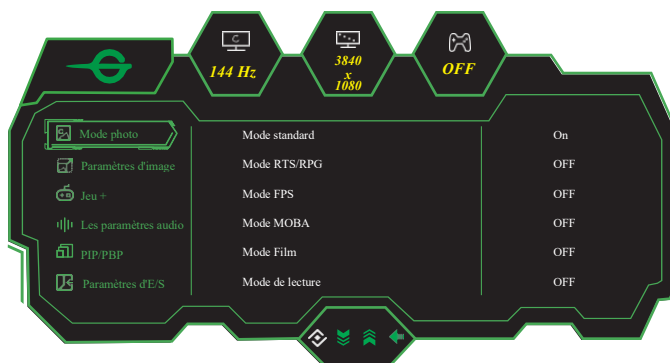 144 Hz
3840
x
1080
OFF
Mode photo
Paramètres d'image
Jeu +
Les paramètres audio
PIP/PBP
Paramètres d'E/S
Mode standard On
Mode RTS/RPG OFF
Mode FPS OFF
Mode MOBA OFF
Mode Film OFF
Mode de lecture OFF